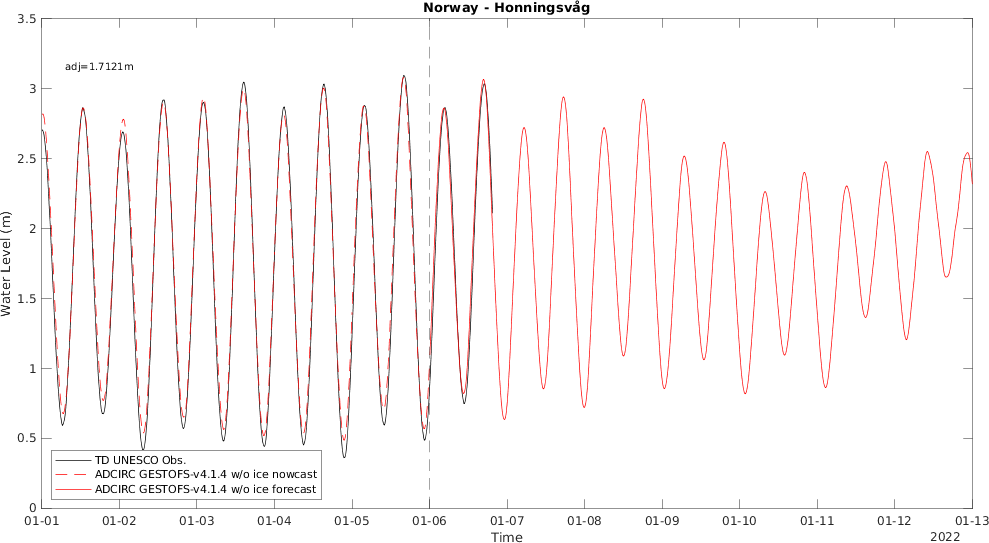 Norway - Honningsvåg
3.5
3
2.5
2
1.5
1
0.5
0
Water Level (m)
adj=1.7121m
TD UNESCO Obs.
ADCIRC GESTOFS-v4.1.4 w/o ice nowcast
ADCIRC GESTOFS-v4.1.4 w/o ice forecast
01-01 01-02 01-03 01-04 01-05 01-06 01-07 01-08 01-09 01-10 01-11 01-12 01-13
Time
2022